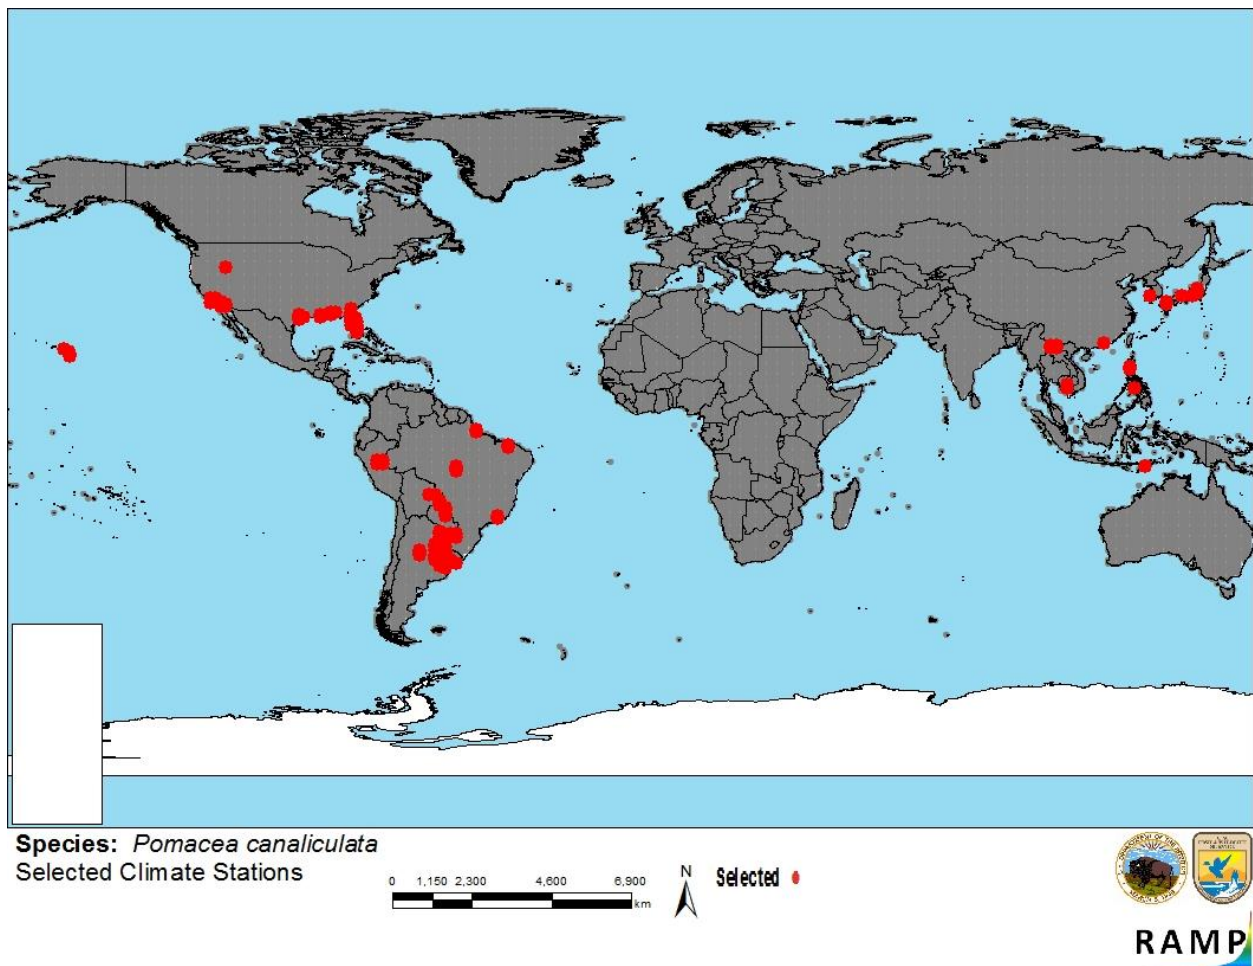 Species: Pomacea canaliculata
Selected Climate Stations
0 1,150 2,300 4,600 6,900
km
N
Selected
RAMP